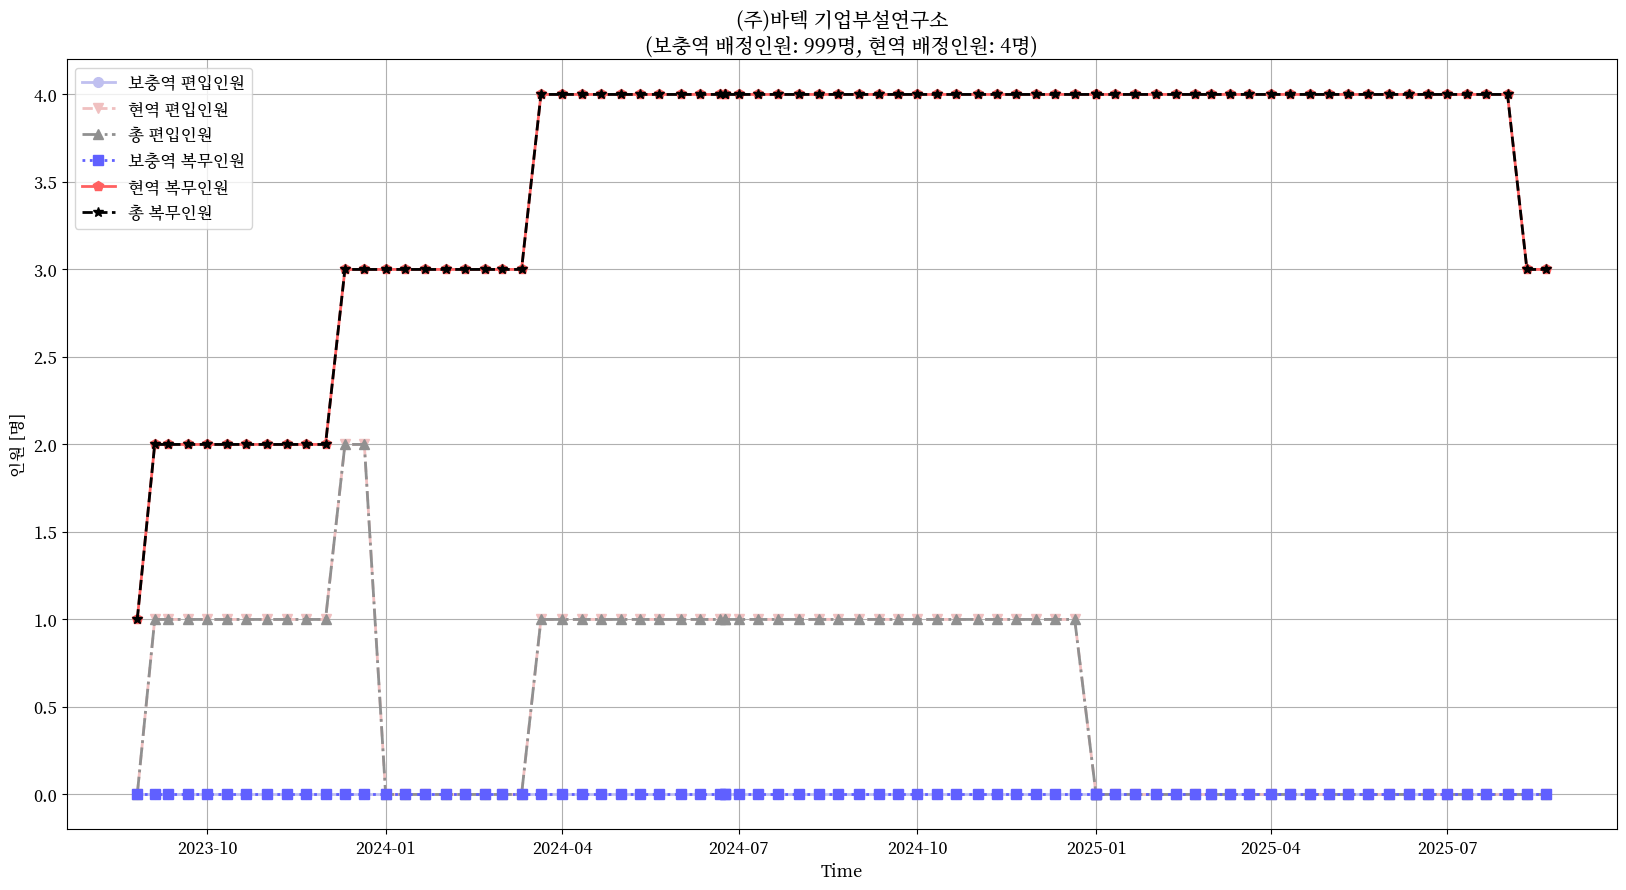 (주)바텍 기업부설연구소
(보충역 배정인원: 999명, 현역 배정인원: 4명)
보충역 편입인원
현역 편입인원
총 편입인원
보충역 복무인원
현역 복무인원
총 복무인원
4.0
3.5
3.0
2.5
2.0
1.5
1.0
0.5
0.0
인원 [명]
2023-10
2024-01
2024-04
2024-07
2024-10
2025-01
2025-04
2025-07
Time